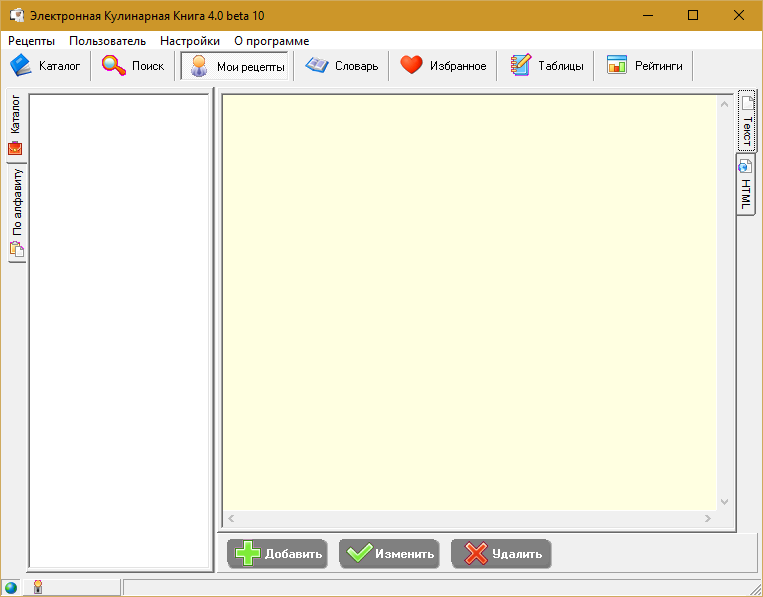 Электронная Кулинарная Книга 4.0 beta 10
Рецепты Пользователь Настройки О программе
Каталог Поиск Мои рецепты Словарь Избранное Таблицы Рейтинги
Каталог
По алфавиту
Текст
HTML
Добавить Изменить Удалить